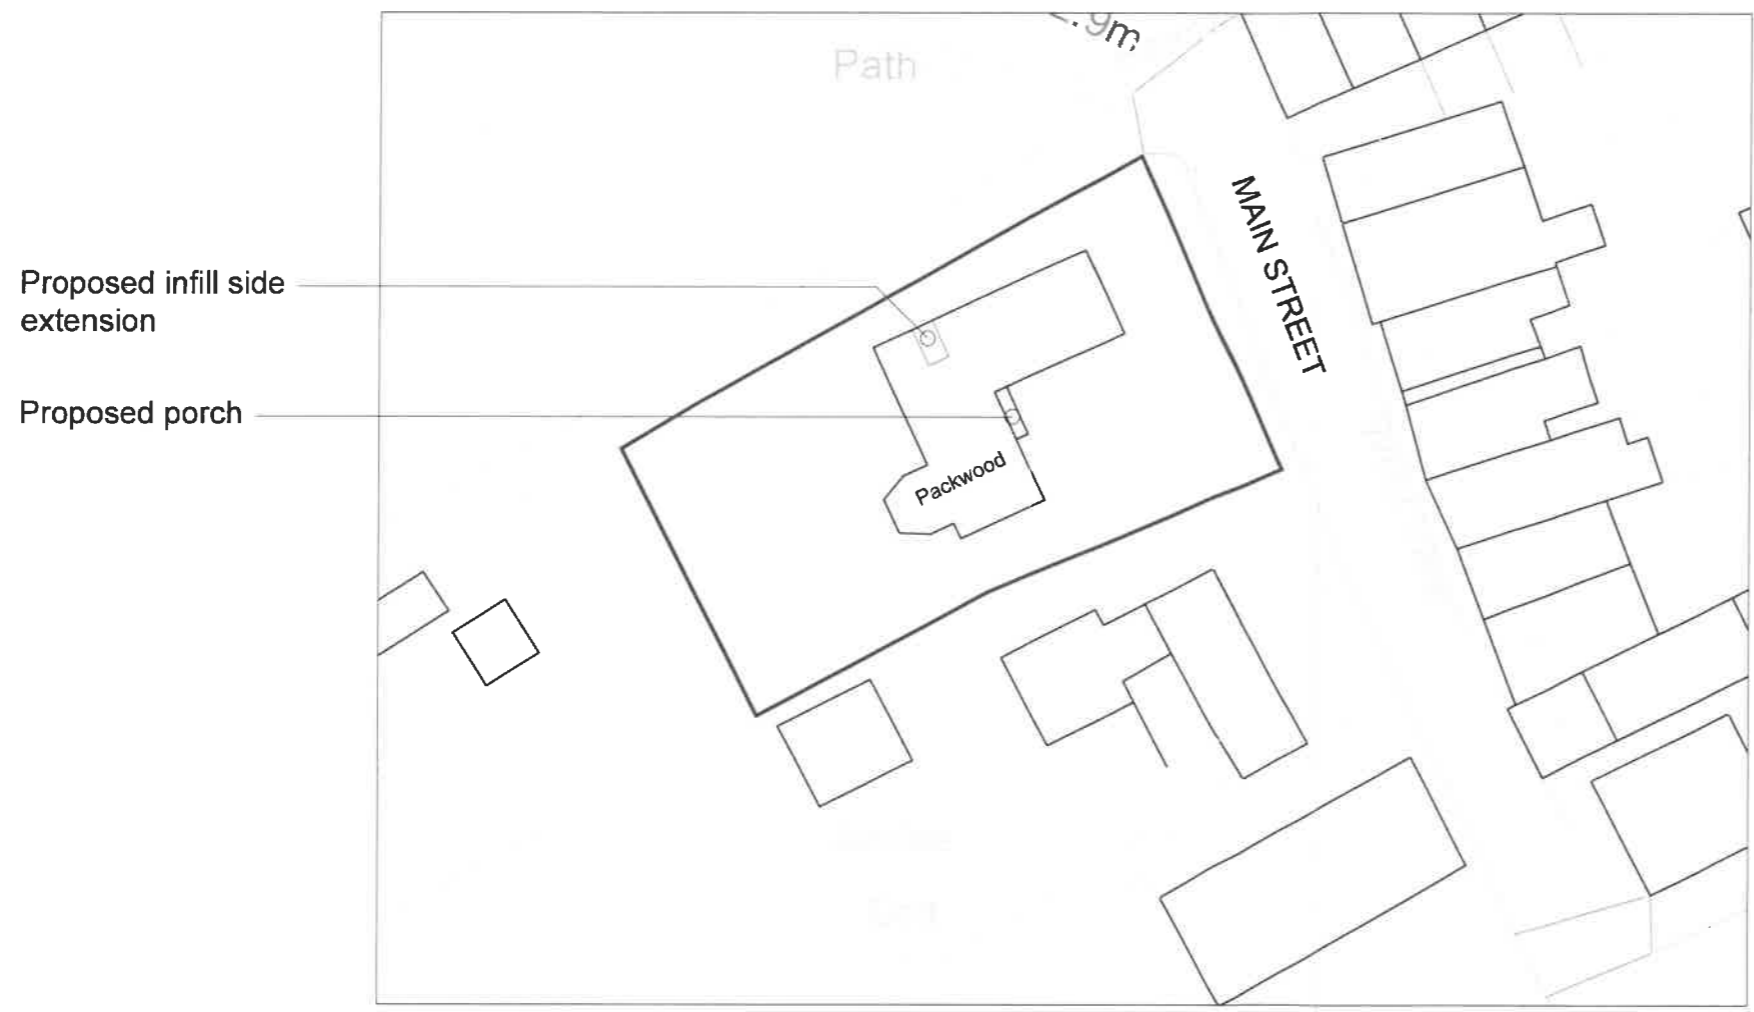 Path
MAIN STREET
Proposed infill side
extension
Proposed porch
Packwood